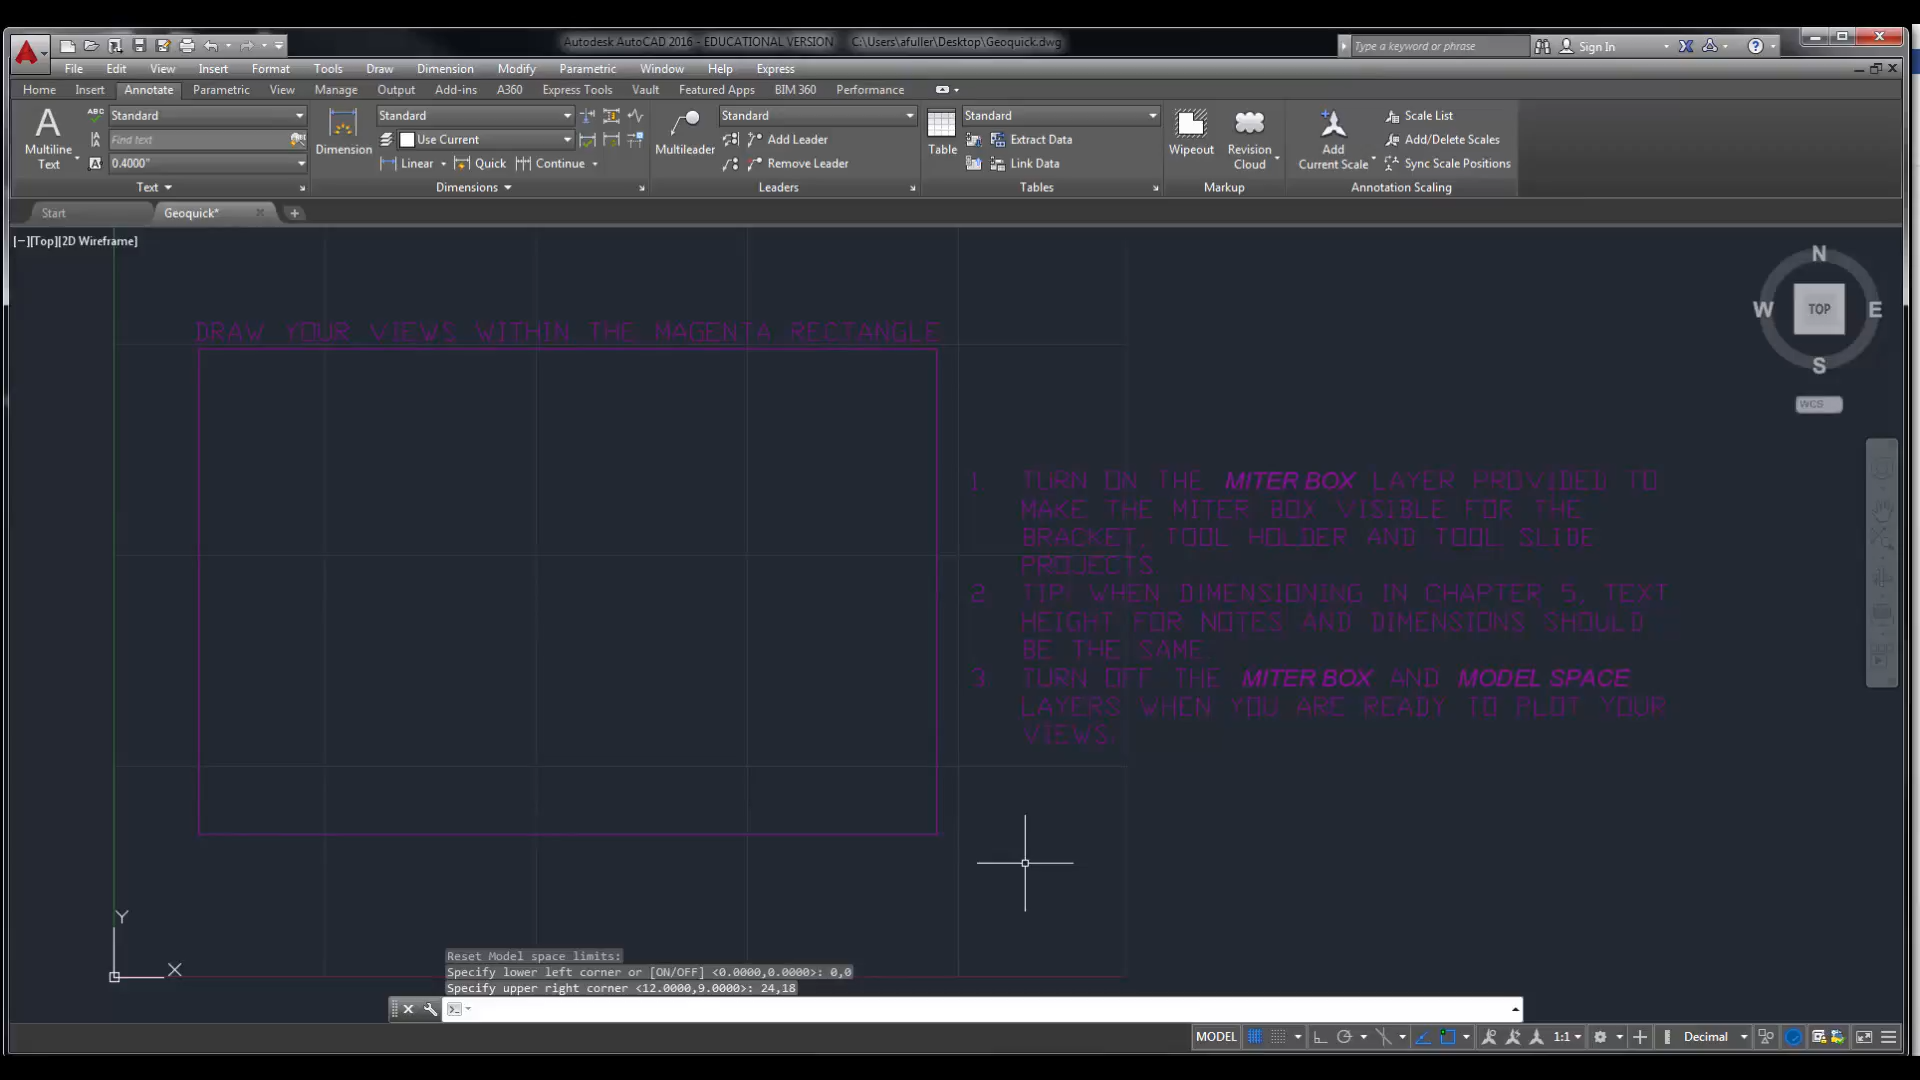 Autodesk AutoCAD 2016 - EDUCATIONAL VERSION C:\Users\afuller\Desktop\Geoquick.dwg
Type a keyword or phrase
Sign In
File Edit View Insert Format Tools Draw Dimension Modify Parametric Window Help Express
Home Insert Annotate Parametric View Manage Output Add-ins A360 Express Tools Vault Featured Apps BIM 360 Performance
A Multiline Text
ABC Standard
Find text
0.4000"
Text
Dimension
Standard
Use Current
Linear Quick Continue
Dimensions
Multileader
Standard
Add Leader
Remove Leader
Leaders
Table
Standard
Extract Data
Link Data
Tables
Wipeout
Revision Cloud
Markup
Add Current Scale
Scale List
Add/Delete Scales
Sync Scale Positions
Annotation Scaling
Start Geoquick*
[−][Top][2D Wireframe]
N
W TOP E
S
WCS
DRAW YOUR VIEWS WITHIN THE MAGENTA RECTANGLE
1. TURN ON THE MITER BOX LAYER PROVIDED TO
MAKE THE MITER BOX VISIBLE FOR THE
BRACKET, TOOL HOLDER AND TOOL SLIDE
PROJECTS.
2. TIP: WHEN DIMENSIONING IN CHAPTER 5, TEXT
HEIGHT FOR NOTES AND DIMENSIONS SHOULD
BE THE SAME.
3. TURN OFF THE MITER BOX AND MODEL SPACE
LAYERS WHEN YOU ARE READY TO PLOT YOUR
VIEWS.
Y
X
Reset Model space limits:
Specify lower left corner or [ON/OFF] <0.0000,0.0000>: 0,0
Specify upper right corner <12.0000,9.0000>: 24,18
MODEL 1:1 Decimal